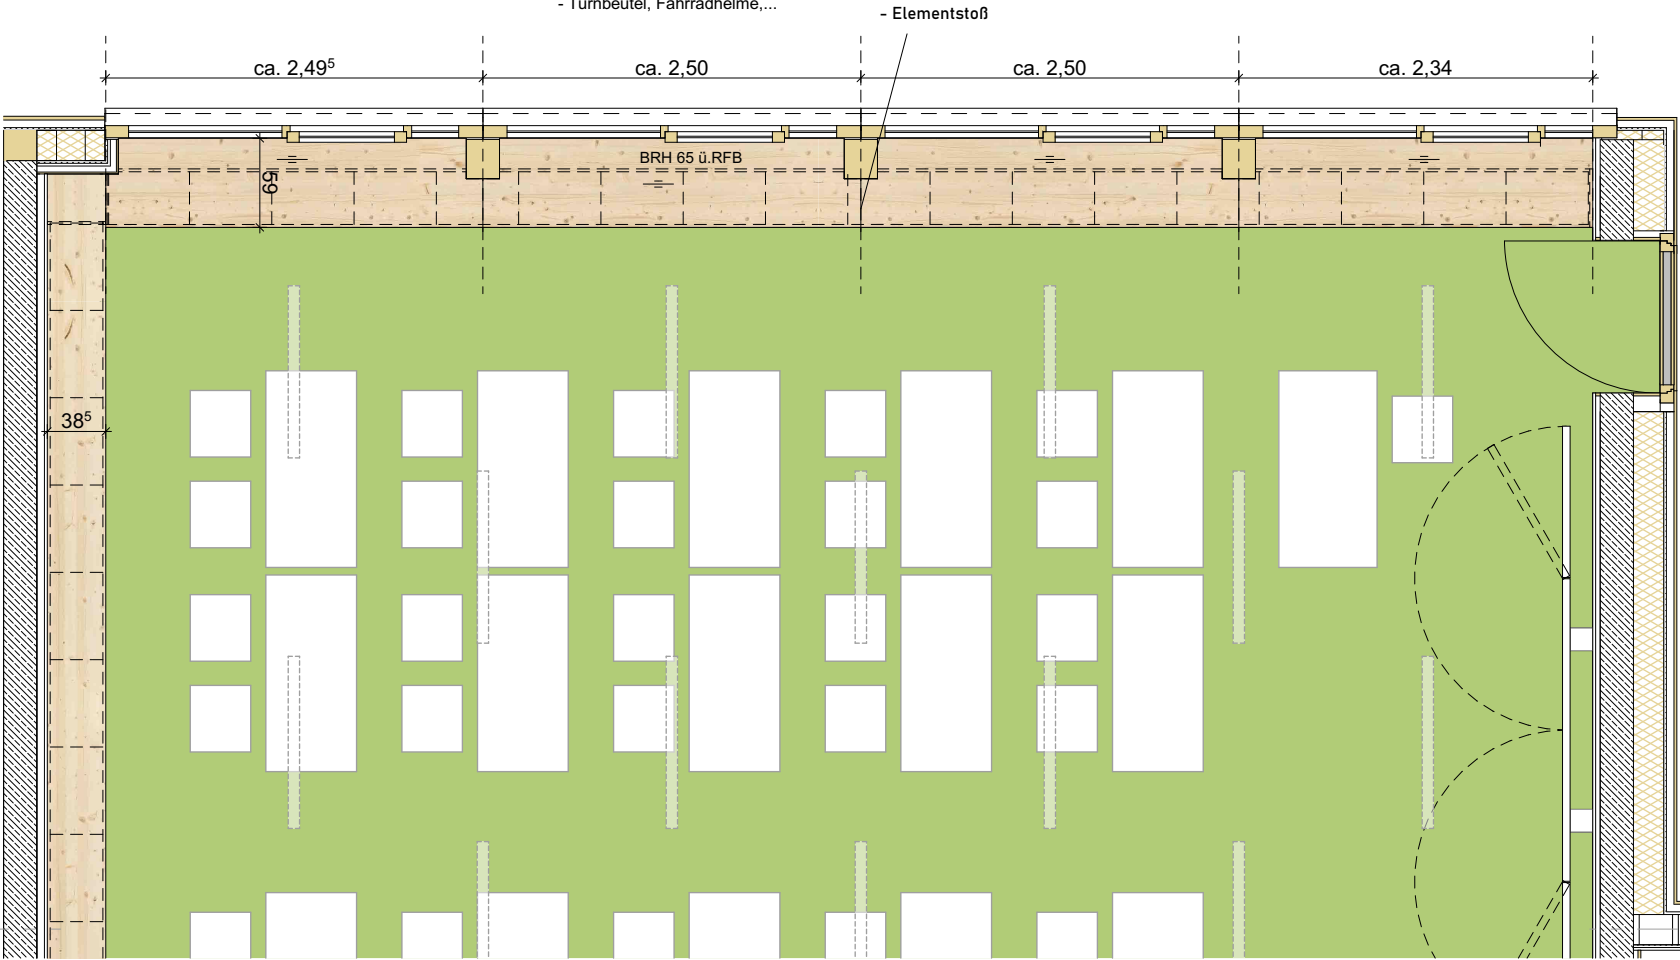 - Turnbeutel, Fahrradhelme,...
- Elementstoß
ca. 2,49⁵
ca. 2,50
ca. 2,50
ca. 2,34
BRH 65 ü.RFB
59
38⁵